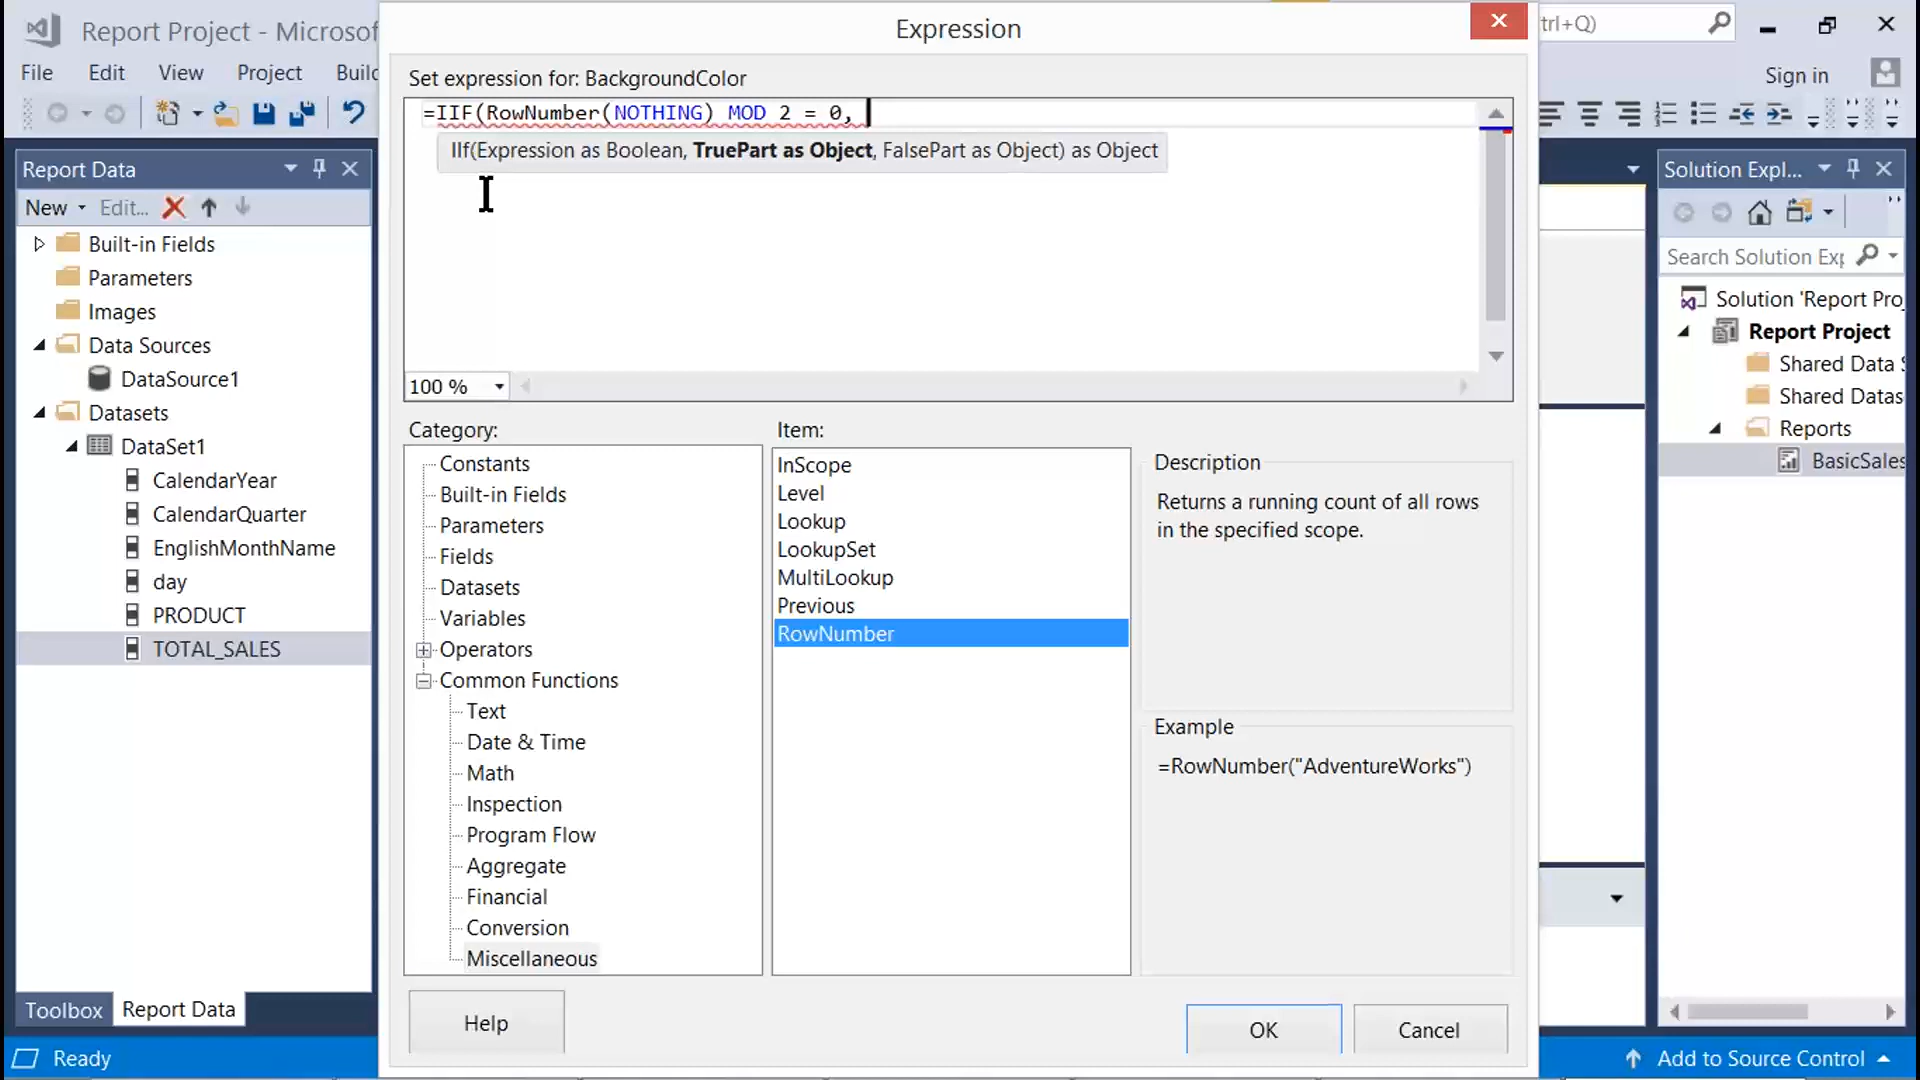 Report Project - Microsof
Expression
trl+Q)
File Edit View Project Build
Set expression for: BackgroundColor
Sign in
=IIF(RowNumber(NOTHING) MOD 2 = 0,
IIf(Expression as Boolean, TruePart as Object, FalsePart as Object) as Object
Report Data
Solution Expl...
New Edit...
Built-in Fields
Parameters
Images
Data Sources
DataSource1
Datasets
DataSet1
CalendarYear
CalendarQuarter
EnglishMonthName
day
PRODUCT
TOTAL_SALES
Toolbox Report Data
100 %
Category:
Constants
Built-in Fields
Parameters
Fields
Datasets
Variables
Operators
Common Functions
Text
Date & Time
Math
Inspection
Program Flow
Aggregate
Financial
Conversion
Miscellaneous
Item:
InScope
Level
Lookup
LookupSet
MultiLookup
Previous
RowNumber
Description
Returns a running count of all rows
in the specified scope.
Example
=RowNumber("AdventureWorks")
Help OK Cancel
Search Solution Exp
Solution 'Report Pro
Report Project
Shared Data S
Shared Datas
Reports
BasicSales
Ready
Add to Source Control